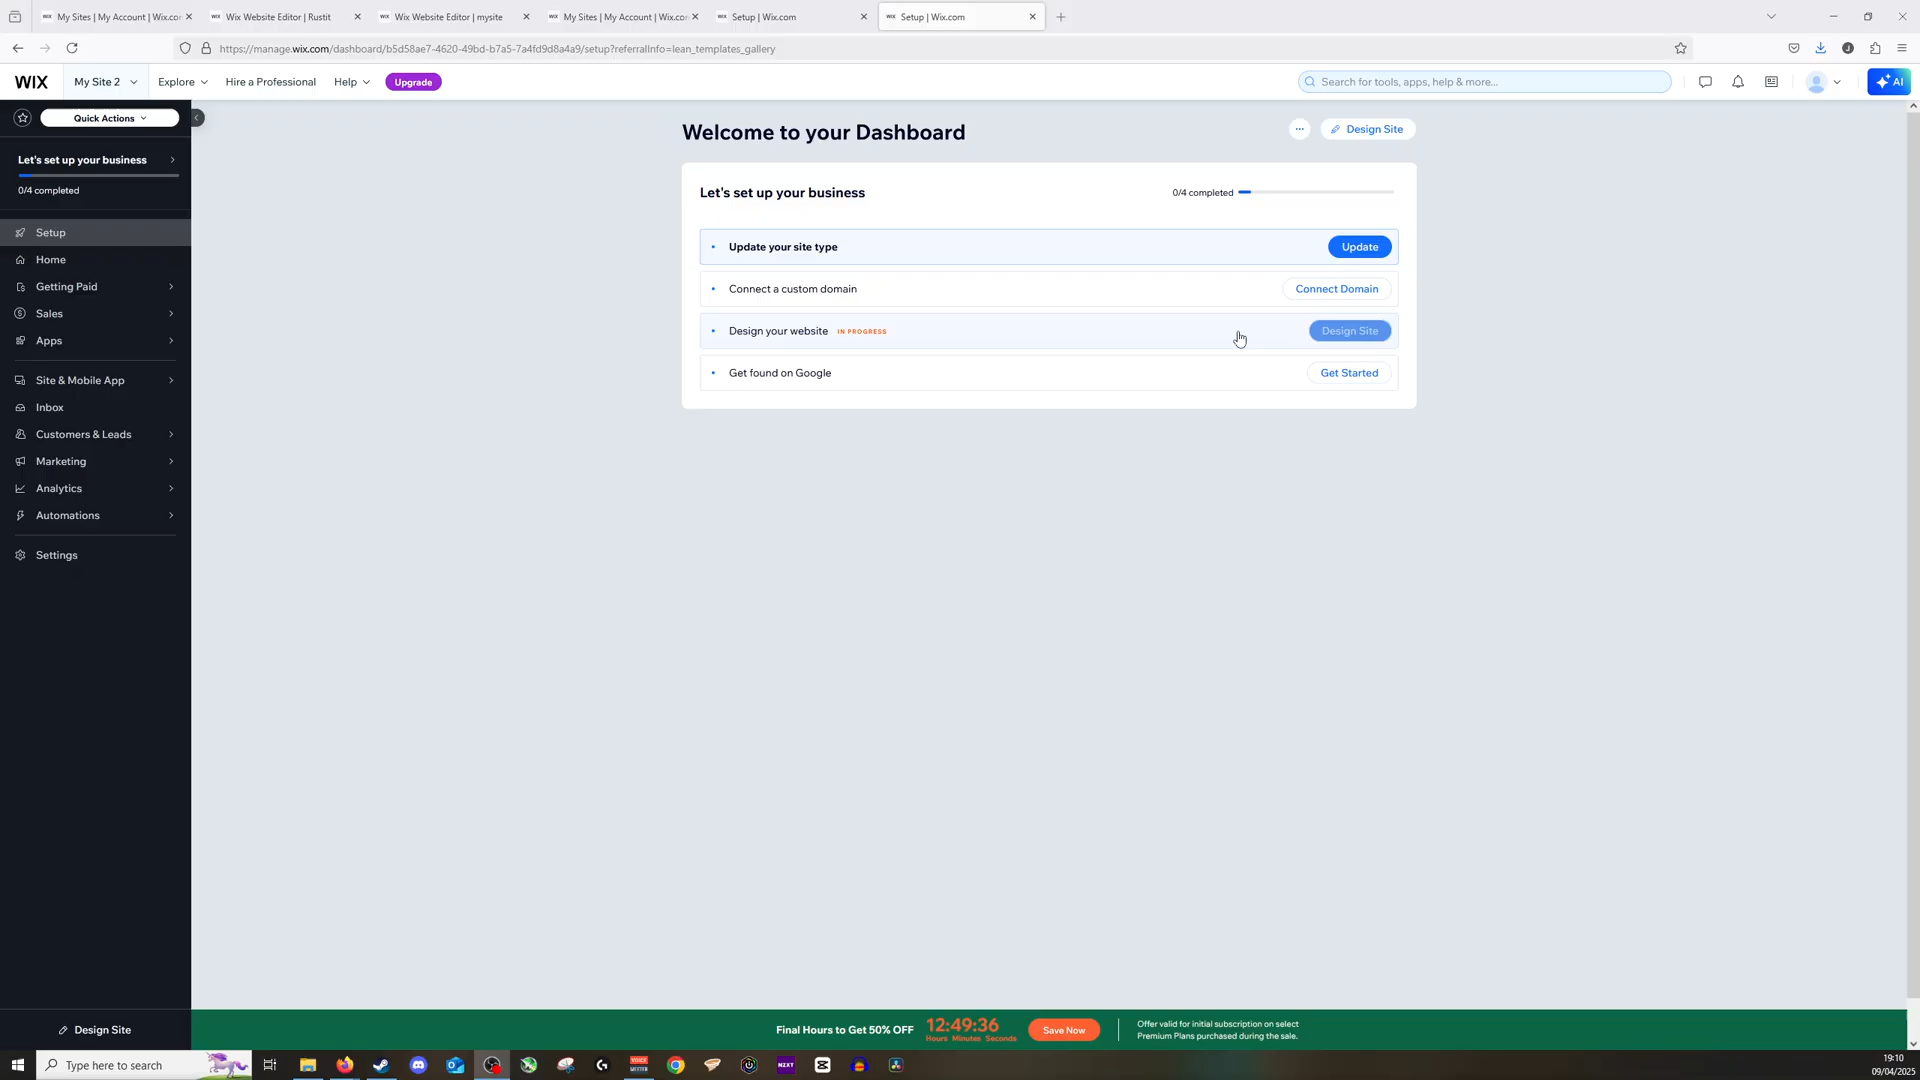 My Sites | My Account | Wix.co
Wix Website Editor | Rustit
Wix Website Editor | mysite
My Sites | My Account | Wix.co
Setup | Wix.com
Setup | Wix.com
https://manage.wix.com/dashboard/b5d58ae7-4620-49bd-b7a5-7a4fd9d8a4a9/setup?referralInfo=lean_templates_gallery
WIX
My Site 2
Explore
Hire a Professional
Help
Upgrade
Search for tools, apps, help & more...
AI
Quick Actions
Let's set up your business
0/4 completed
Setup
Home
Getting Paid
Sales
Apps
Site & Mobile App
Inbox
Customers & Leads
Marketing
Analytics
Automations
Settings
Design Site
Welcome to your Dashboard
Design Site
Let's set up your business
0/4 completed
Update your site type
Update
Connect a custom domain
Connect Domain
Design your website IN PROGRESS
Design Site
Get found on Google
Get Started
Final Hours to Get 50% OFF
12:49:36
Hours Minutes Seconds
Save Now
Offer valid for initial subscription on select
Premium Plans purchased during the sale.
Type here to search
NZXT
19:10
09/04/2025